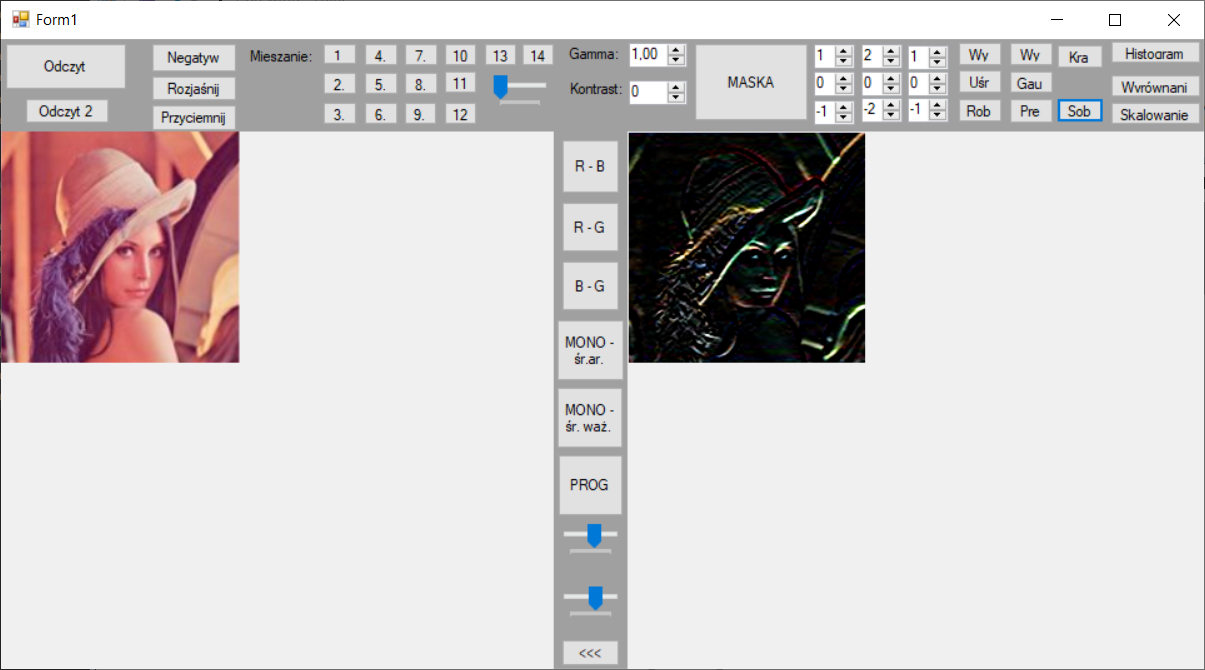 Form1
Odczyt
Odczyt 2
Negatyw
Rozjaśnij
Przyciemnij
Mieszanie:
1 4. 7. 10 13 14
2. 5. 8. 11
3. 6. 9. 12
Gamma: 1,00
Kontrast: 0
MASKA
1 2 1
0 0 0
-1 -2 -1
Wy Wy Kra
Uśr Gau
Rob Pre Sob
Histogram
Wyrównani
Skalowanie
R - B
R - G
B - G
MONO -
śr.ar.
MONO -
śr. waż.
PROG
<<<